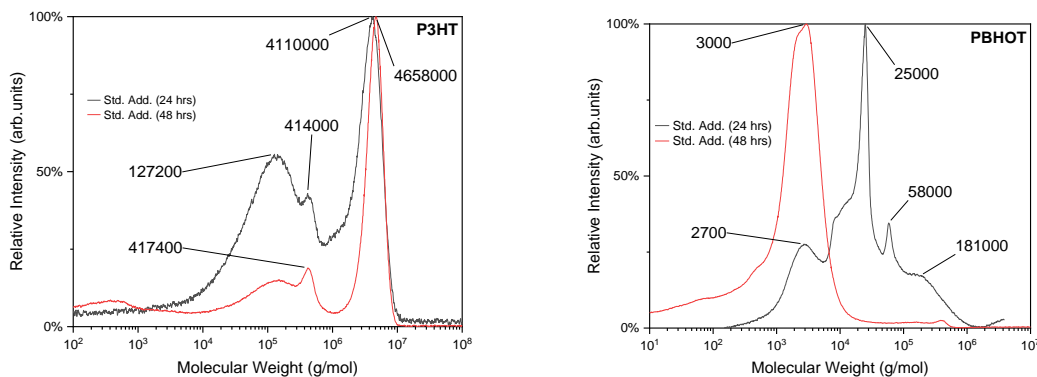 P3HT
100%
50%
0%
Relative Intensity (arb.units)
Std. Add. (24 hrs)
Std. Add. (48 hrs)
4110000
4658000
414000
127200
417400
10² 10³ 10⁴ 10⁵ 10⁶ 10⁷ 10⁸
Molecular Weight (g/mol)
PBHOT
100%
50%
0%
Relative Intensity (arb.units)
3000
25000
Std. Add. (24 hrs)
Std. Add. (48 hrs)
58000
2700
181000
10¹ 10² 10³ 10⁴ 10⁵ 10⁶ 10⁷
Molecular Weight (g/mol)